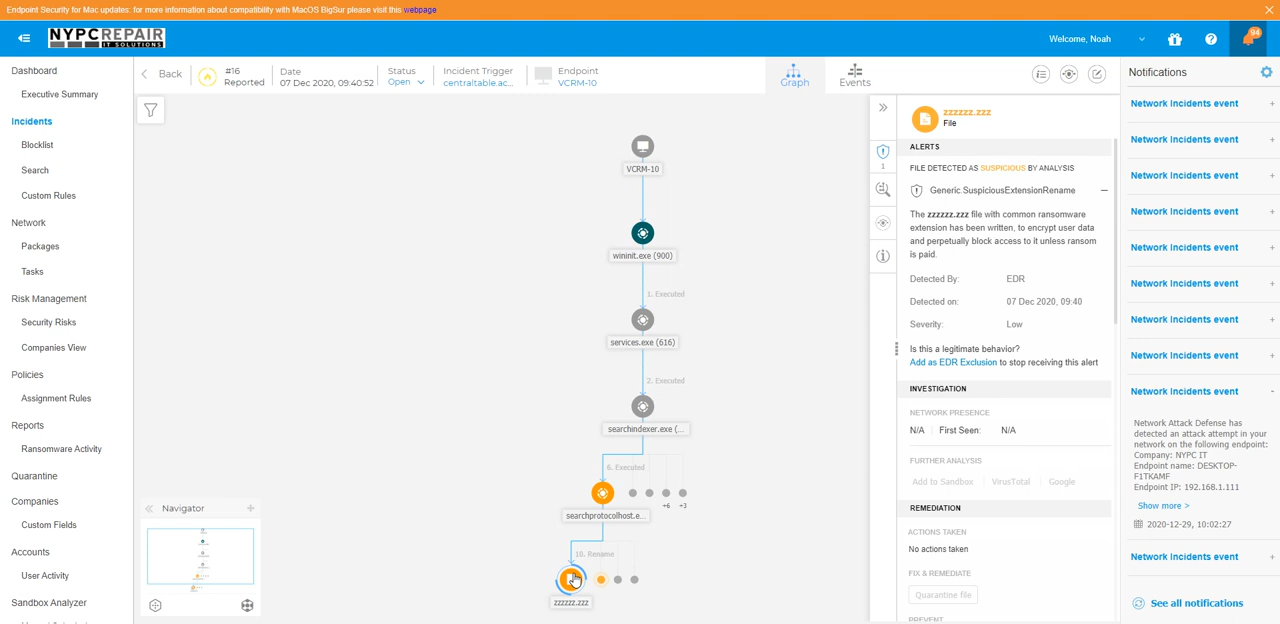 Endpoint Security for Mac updates: for more information about compatibility with MacOS BigSur please visit this webpage
NYPCREPAIR
IT SOLUTIONS
Welcome, Noah
94
Dashboard
Executive Summary
Incidents
Blocklist
Search
Custom Rules
Network
Packages
Tasks
Risk Management
Security Risks
Companies View
Policies
Assignment Rules
Reports
Ransomware Activity
Quarantine
Companies
Custom Fields
Accounts
User Activity
Sandbox Analyzer
Back
#16
Reported
Date
07 Dec 2020, 09:40:52
Status
Open
Incident Trigger
centraltable.ac...
Endpoint
VCRM-10
Graph
Events
VCRM-10
wininit.exe (900)
1. Executed
services.exe (616)
2. Executed
searchindexer.exe (...
6. Executed
+6
+3
searchprotocolhost.e...
10. Rename
zzzzzz.zzz
Navigator
1
zzzzzz.zzz
File
ALERTS
FILE DETECTED AS SUSPICIOUS BY ANALYSIS
Generic.SuspiciousExtensionRename
The zzzzzz.zzz file with common ransomware
extension has been written, to encrypt user data
and perpetually block access to it unless ransom
is paid.
Detected By: EDR
Detected on: 07 Dec 2020, 09:40
Severity: Low
Is this a legitimate behavior?
Add as EDR Exclusion to stop receiving this alert
INVESTIGATION
NETWORK PRESENCE
N/A First Seen: N/A
FURTHER ANALYSIS
Add to Sandbox VirusTotal Google
REMEDIATION
ACTIONS TAKEN
No actions taken
FIX & REMEDIATE
Quarantine file
Notifications
Network Incidents event +
Network Incidents event +
Network Incidents event +
Network Incidents event +
Network Incidents event +
Network Incidents event +
Network Incidents event +
Network Incidents event +
Network Incidents event -
Network Attack Defense has
detected an attack attempt in your
network on the following endpoint:
Company: NYPC IT
Endpoint name: DESKTOP-
F1TKAMF
Endpoint IP: 192.168.1.111
Show more >
2020-12-29, 10:02:27
Network Incidents event +
See all notifications